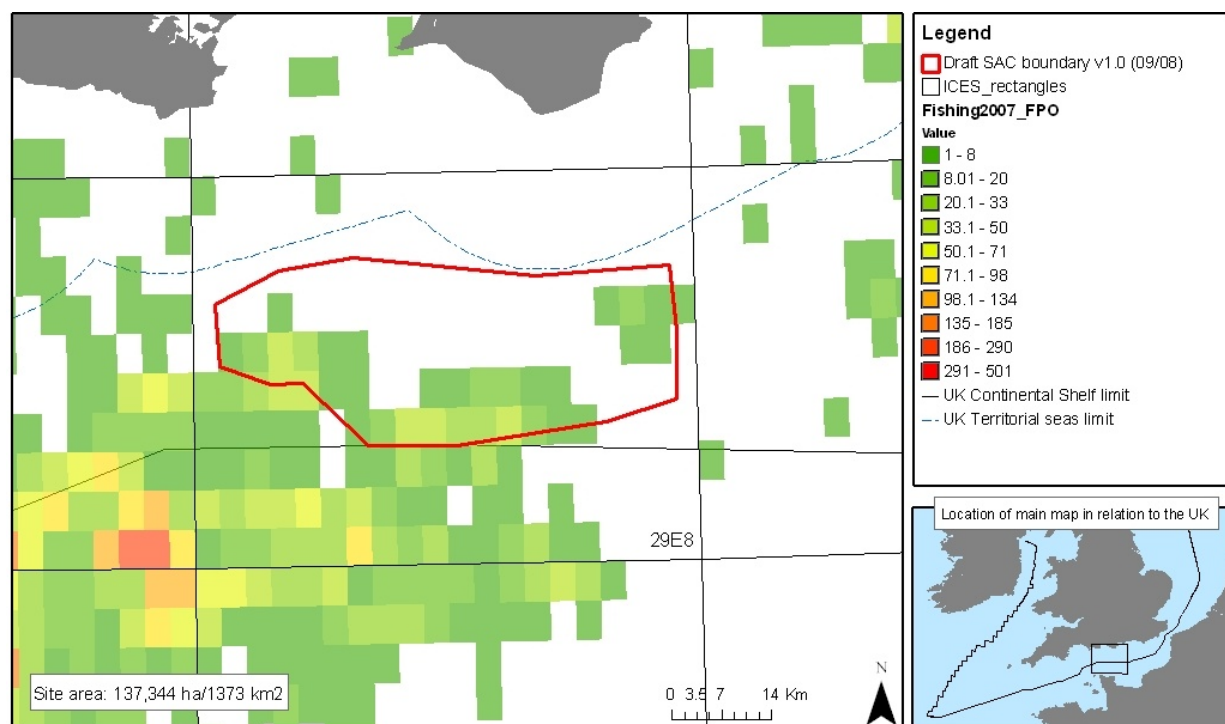 Legend
Draft SAC boundary v1.0 (09/08)
ICES_rectangles
Fishing2007_FPO
Value
1 - 8
8.01 - 20
20.1 - 33
33.1 - 50
50.1 - 71
71.1 - 98
98.1 - 134
135 - 185
186 - 290
291 - 501
UK Continental Shelf limit
UK Territorial seas limit
29E8
Site area: 137,344 ha/1373 km2
0 3.5 7 14 Km
N
Location of main map in relation to the UK